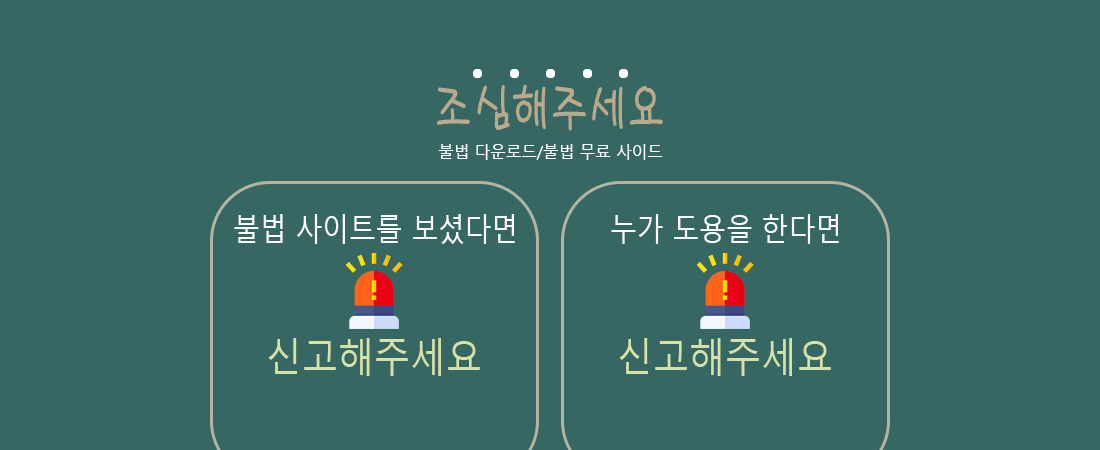 조심해주세요
불법 다운로드/불법 무료 사이드
불법 사이트를 보셨다면
신고해주세요
누가 도용을 한다면
신고해주세요